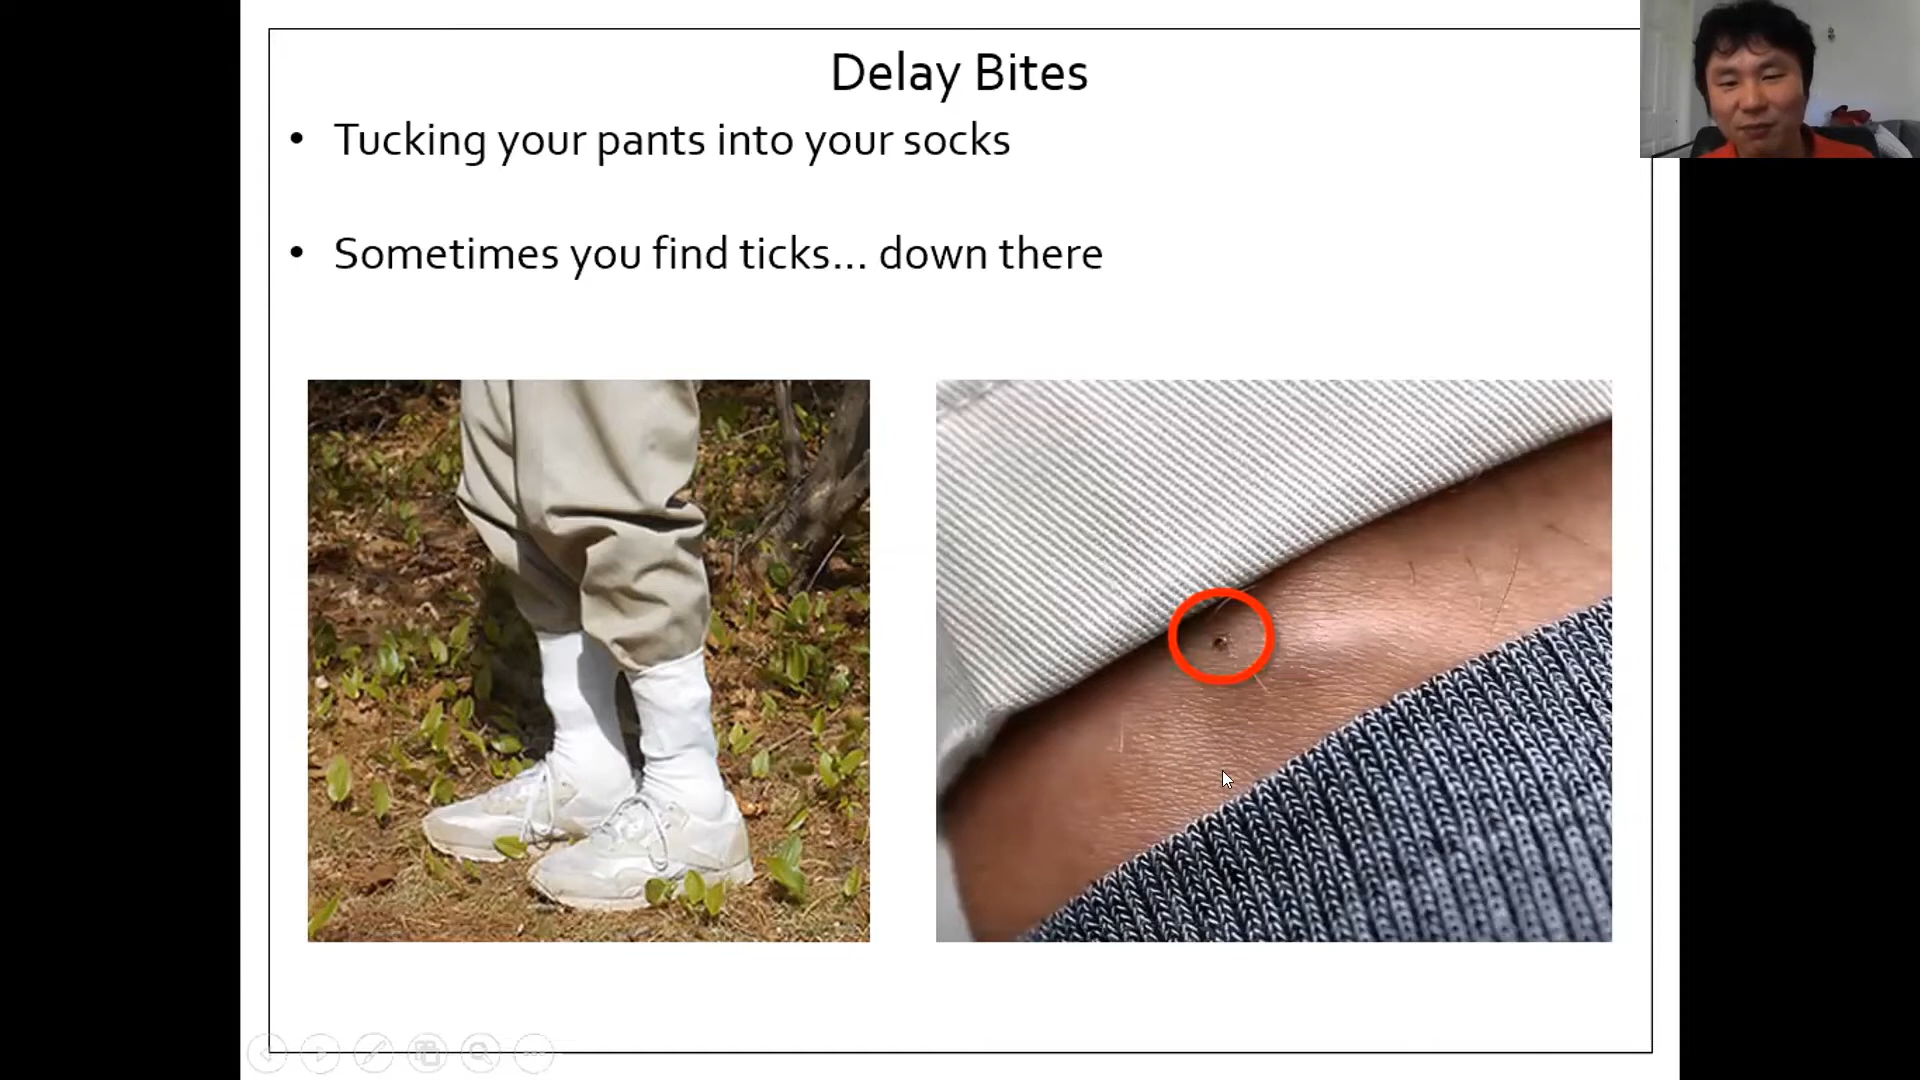 Delay Bites
• Tucking your pants into your socks
• Sometimes you find ticks... down there